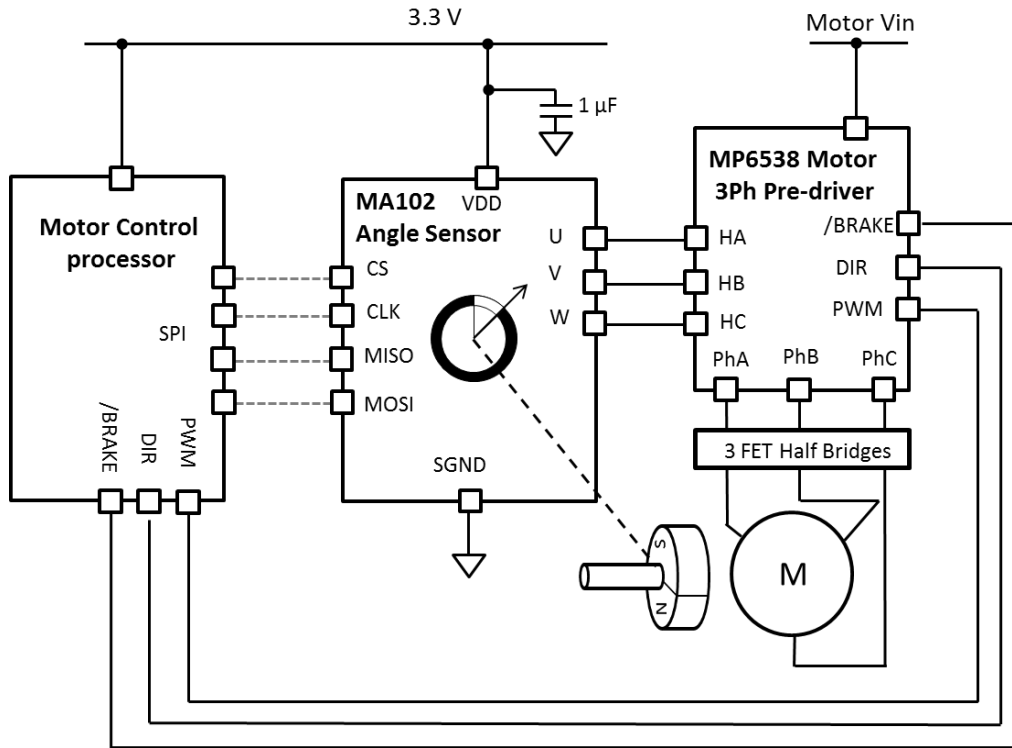 3.3 V
Motor Vin
1 µF
Motor Control
processor
SPI
/BRAKE
DIR
PWM
MA102
Angle Sensor
VDD
CS
CLK
MISO
MOSI
U
V
W
SGND
MP6538 Motor
3Ph Pre-driver
/BRAKE
DIR
PWM
HA
HB
HC
PhA
PhB
PhC
3 FET Half Bridges
M
S
N